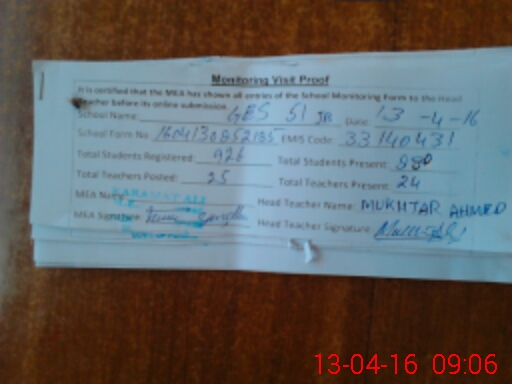 Monitoring Visit Proof
It is certified that the MEA has shown all entries of the School Monitoring Form to the Head
Teacher before its online submission.
School Name: GES 51 JB Date: 13-4-16
School Form No: EMIS Code: 33140431
Total Students Registered: 926 Total Students Present:
Total Teachers Posted: 25 Total Teachers Present: 24
MEA Name: KARAMAT ALI Head Teacher Name: MUKHTAR AHMED
MEA Signature: Head Teacher Signature:
13-04-16 09:06